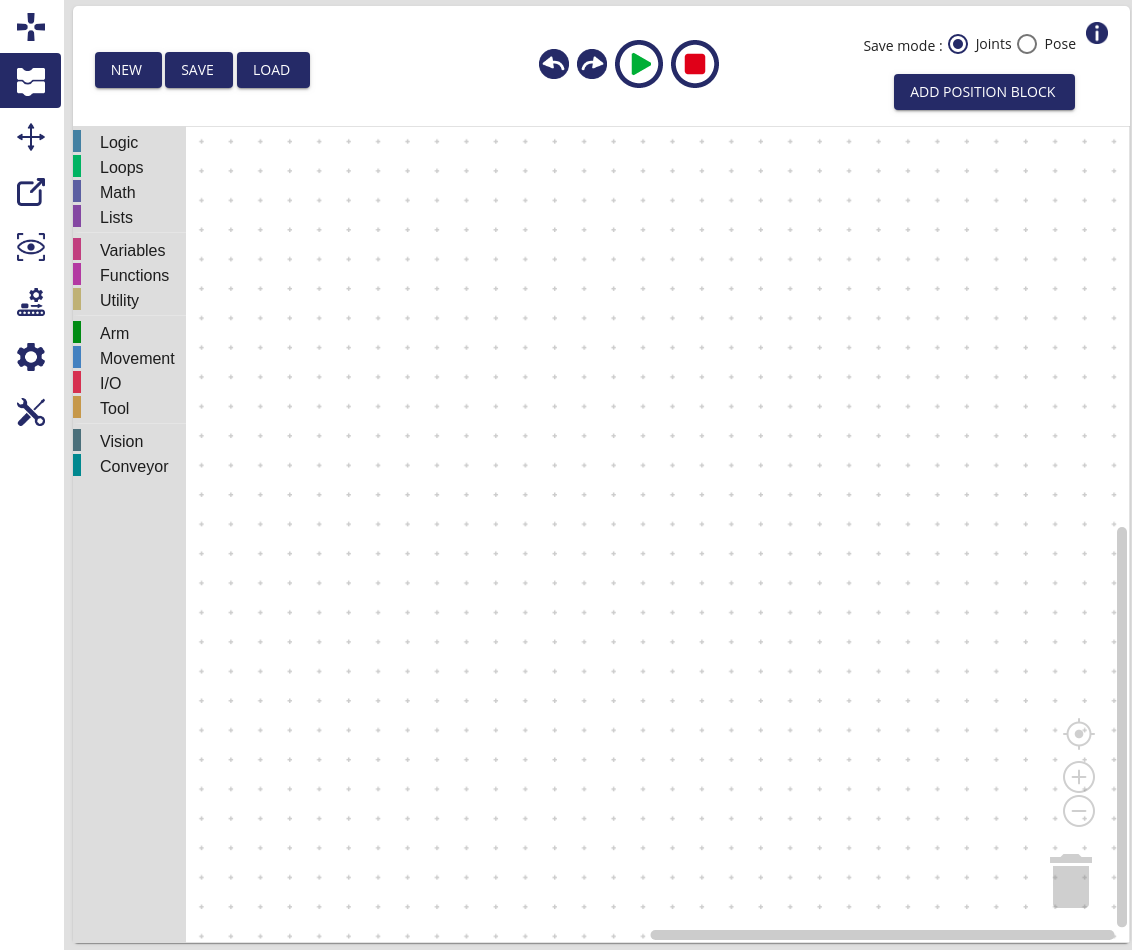 NEW SAVE LOAD
Save mode : Joints Pose
ADD POSITION BLOCK
Logic
Loops
Math
Lists
Variables
Functions
Utility
Arm
Movement
I/O
Tool
Vision
Conveyor